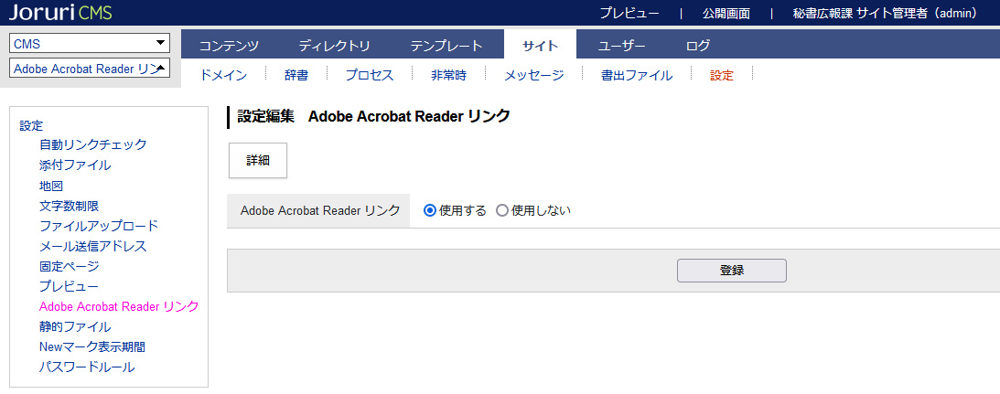 Joruri CMS
プレビュー | 公開画面 | 秘書広報課 サイト管理者（admin）
CMS
Adobe Acrobat Reader リン
コンテンツ ディレクトリ テンプレート サイト ユーザー ログ
ドメイン 辞書 プロセス 非常時 メッセージ 書出ファイル 設定
設定
自動リンクチェック
添付ファイル
地図
文字数制限
ファイルアップロード
メール送信アドレス
固定ページ
プレビュー
Adobe Acrobat Reader リンク
静的ファイル
Newマーク表示期間
パスワードルール
設定編集 Adobe Acrobat Reader リンク
詳細
Adobe Acrobat Reader リンク 使用する 使用しない
登録